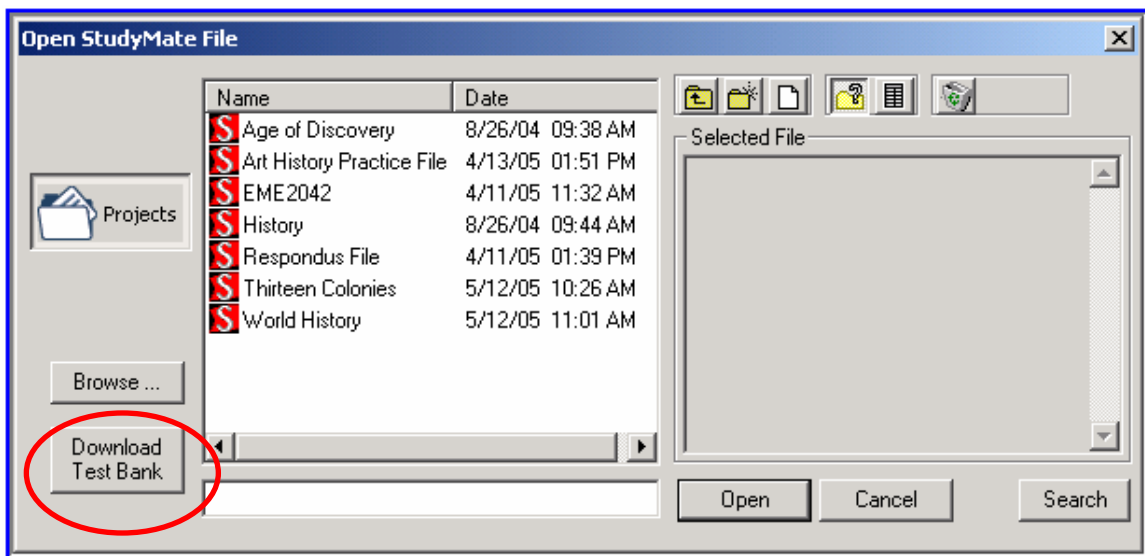 Open StudyMate File
Name Date
Age of Discovery 8/26/04 09:38 AM
Art History Practice File 4/13/05 01:51 PM
EME2042 4/11/05 11:32 AM
History 8/26/04 09:44 AM
Respondus File 4/11/05 01:39 PM
Thirteen Colonies 5/12/05 10:26 AM
World History 5/12/05 11:01 AM
Projects
Browse ...
Download
Test Bank
Selected File
Open Cancel Search